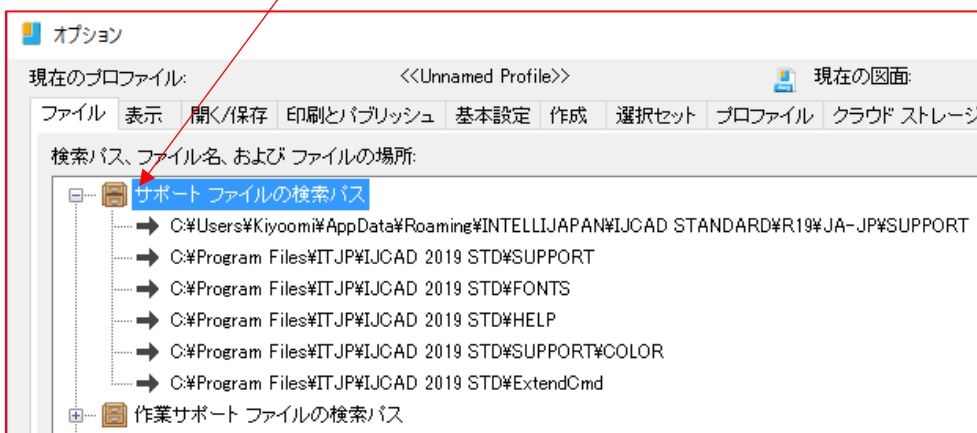 オプション
現在のプロファイル: <<Unnamed Profile>> 現在の図面:
ファイル 表示 開く/保存 印刷とパブリッシュ 基本設定 作成 選択セット プロファイル クラウド ストレージ
検索パス、ファイル名、および ファイルの場所:
サポート ファイルの検索パス
C:¥Users¥Kiyoomi¥AppData¥Roaming¥INTELLIJAPAN¥IJCAD STANDARD¥R19¥JA-JP¥SUPPORT
C:¥Program Files¥ITJP¥IJCAD 2019 STD¥SUPPORT
C:¥Program Files¥ITJP¥IJCAD 2019 STD¥FONTS
C:¥Program Files¥ITJP¥IJCAD 2019 STD¥HELP
C:¥Program Files¥ITJP¥IJCAD 2019 STD¥SUPPORT¥COLOR
C:¥Program Files¥ITJP¥IJCAD 2019 STD¥ExtendCmd
作業サポート ファイルの検索パス